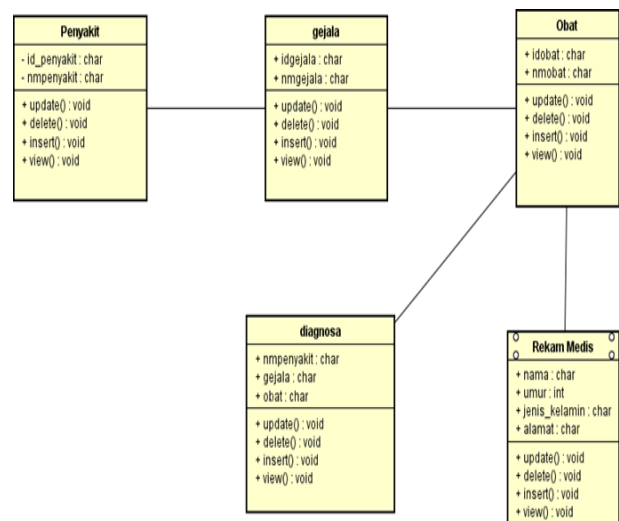 Penyakit
- id_penyakit : char
- nmpenyakit : char
+ update() : void
+ delete() : void
+ insert() : void
+ view() : void
gejala
+ idgejala : char
+ nmgejala : char
+ update() : void
+ delete() : void
+ insert() : void
+ view() : void
Obat
+ idobat : char
+ nmobat : char
+ update() : void
+ delete() : void
+ insert() : void
+ view() : void
diagnosa
+ nmpenyakit : char
+ gejala : char
+ obat : char
+ update() : void
+ delete() : void
+ insert() : void
+ view() : void
Rekam Medis
+ nama : char
+ umur : int
+ jenis_kelamin : char
+ alamat : char
+ update() : void
+ delete() : void
+ insert() : void
+ view() : void